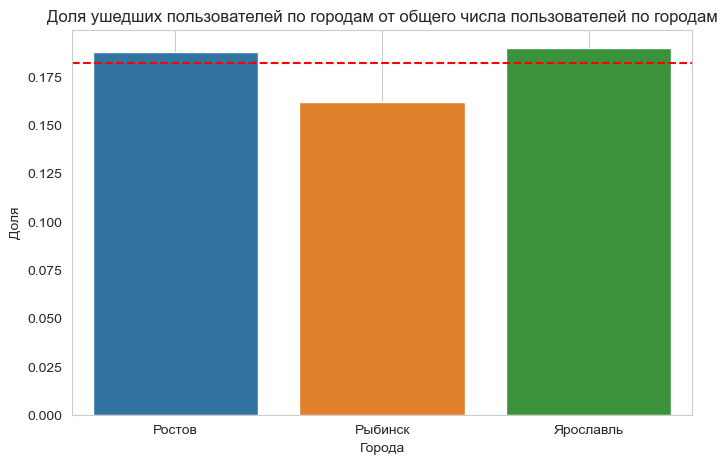 Доля ушедших пользователей по городам от общего числа пользователей по городам
0.175
0.150
0.125
0.100
0.075
0.050
0.025
0.000
Доля
Ростов
Рыбинск
Ярославль
Города